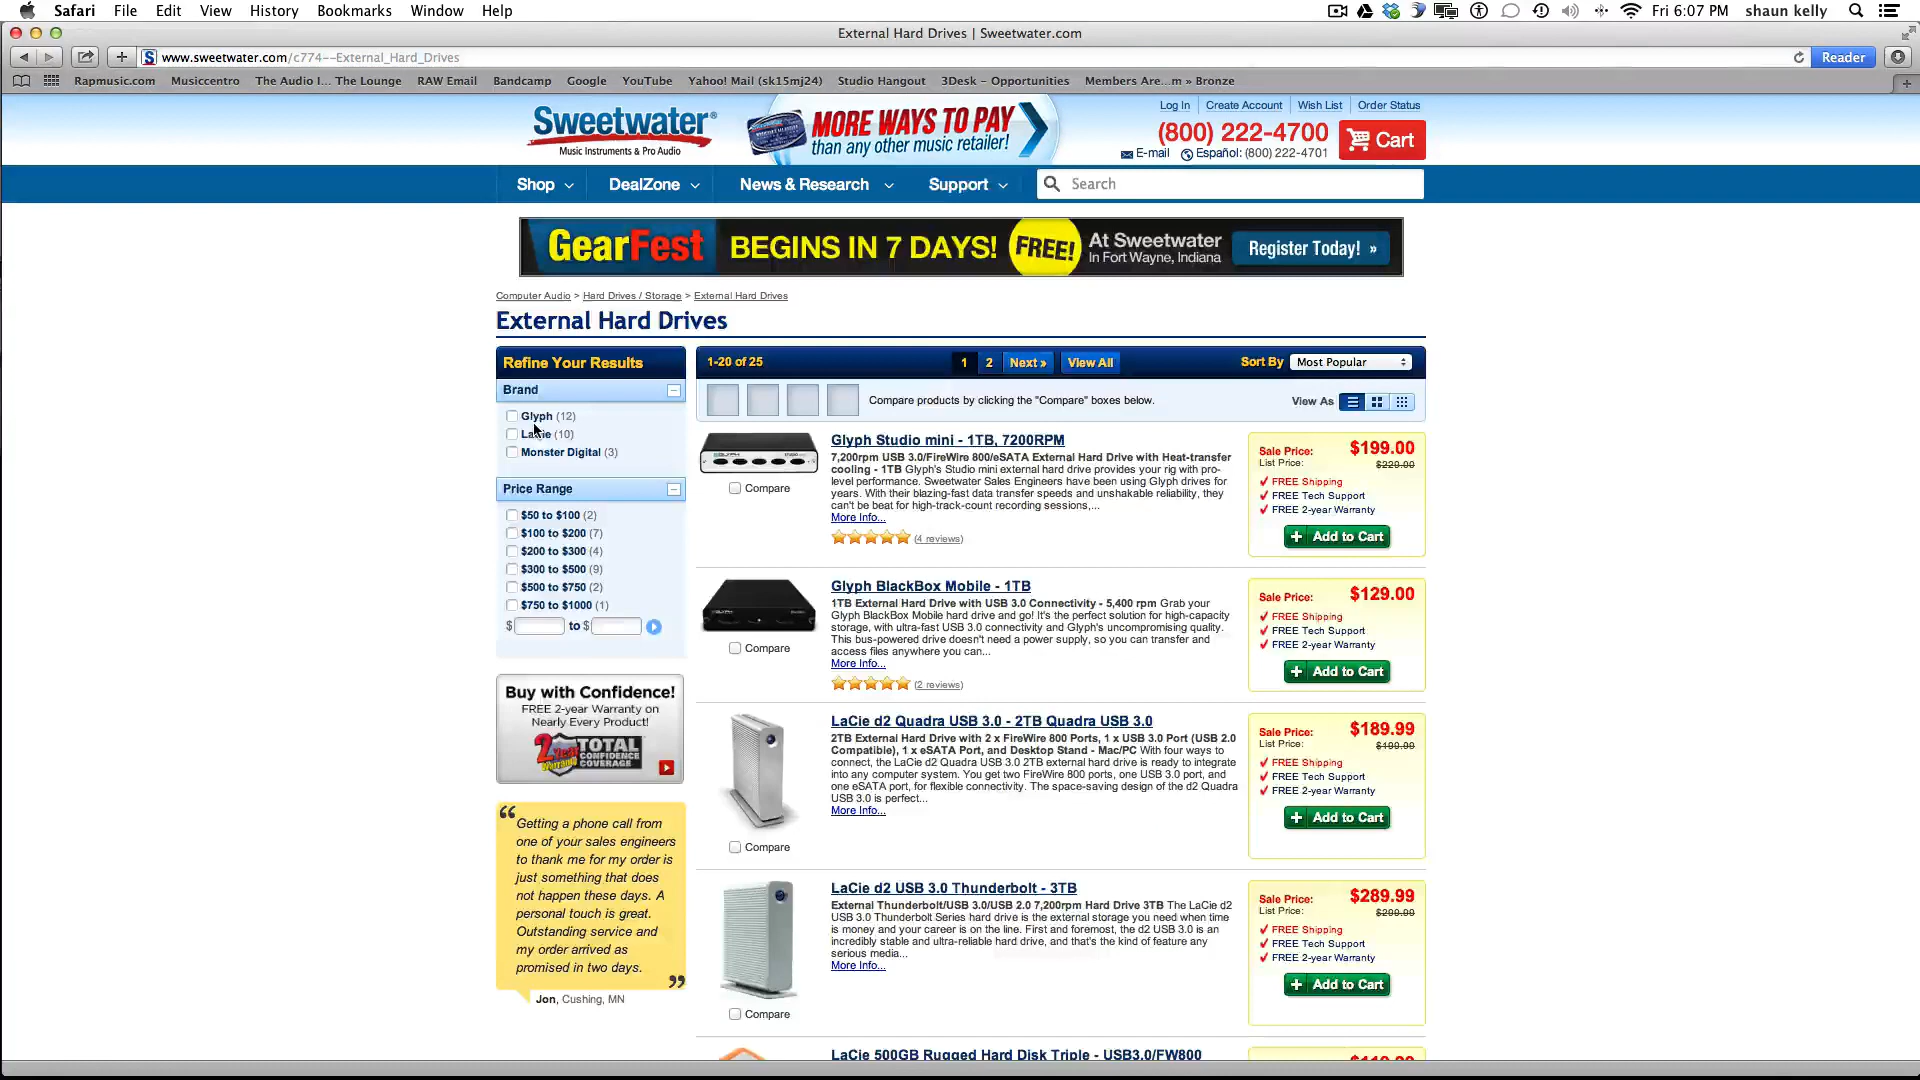 Safari File Edit View History Bookmarks Window Help
Fri 6:07 PM shaun kelly
External Hard Drives | Sweetwater.com
www.sweetwater.com/c774--External_Hard_Drives
Reader
Rapmusic.com Musiccentro The Audio I... The Lounge RAW Email Bandcamp Google YouTube Yahoo! Mail (sk15mj24) Studio Hangout 3Desk – Opportunities Members Are...m » Bronze
Sweetwater®
Music Instruments & Pro Audio
MORE WAYS TO PAY
than any other music retailer!
Log In Create Account Wish List Order Status
(800) 222-4700
E-mail Español: (800) 222-4701
Cart
Shop DealZone News & Research Support Search
GearFest BEGINS IN 7 DAYS! FREE! At Sweetwater
In Fort Wayne, Indiana
Register Today! »
Computer Audio > Hard Drives / Storage > External Hard Drives
External Hard Drives
Refine Your Results
Brand
Glyph (12)
LaCie (10)
Monster Digital (3)
Price Range
$50 to $100 (2)
$100 to $200 (7)
$200 to $300 (4)
$300 to $500 (9)
$500 to $750 (2)
$750 to $1000 (1)
$ to $
Buy with Confidence!
FREE 2-year Warranty on
Nearly Every Product!
2 Year Warranty TOTAL
CONFIDENCE
COVERAGE
“ Getting a phone call from
one of your sales engineers
to thank me for my order is
just something that does
not happen these days. A
personal touch is great.
Outstanding service and
my order arrived as
promised in two days. ”
Jon, Cushing, MN
1-20 of 25 1 2 Next » View All Sort By Most Popular
Compare products by clicking the "Compare" boxes below. View As
Glyph Studio mini - 1TB, 7200RPM
7,200rpm USB 3.0/FireWire 800/eSATA External Hard Drive with Heat-transfer
cooling - 1TB Glyph's Studio mini external hard drive provides your rig with pro-
level performance. Sweetwater Sales Engineers have been using Glyph drives for
years. With their blazing-fast data transfer speeds and unshakable reliability, they
can't be beat for high-track-count recording sessions,...
More Info...
(4 reviews)
Compare
Sale Price: $199.00
List Price: $229.00
FREE Shipping
FREE Tech Support
FREE 2-year Warranty
Add to Cart
Glyph BlackBox Mobile - 1TB
1TB External Hard Drive with USB 3.0 Connectivity - 5,400 rpm Grab your
Glyph BlackBox Mobile hard drive and go! It's the perfect solution for high-capacity
storage, with ultra-fast USB 3.0 connectivity and Glyph's uncompromising quality.
This bus-powered drive doesn't need a power supply, so you can transfer and
access files anywhere you can...
More Info...
(2 reviews)
Compare
Sale Price: $129.00
FREE Shipping
FREE Tech Support
FREE 2-year Warranty
Add to Cart
LaCie d2 Quadra USB 3.0 - 2TB Quadra USB 3.0
2TB External Hard Drive with 2 x FireWire 800 Ports, 1 x USB 3.0 Port (USB 2.0
Compatible), 1 x eSATA Port, and Desktop Stand - Mac/PC With four ways to
connect, the LaCie d2 Quadra USB 3.0 2TB external hard drive is ready to integrate
into any computer system. You get two FireWire 800 ports, one USB 3.0 port, and
one eSATA port, for flexible connectivity. The space-saving design of the d2 Quadra
USB 3.0 is perfect...
More Info...
Compare
Sale Price: $189.99
List Price: $199.99
FREE Shipping
FREE Tech Support
FREE 2-year Warranty
Add to Cart
LaCie d2 USB 3.0 Thunderbolt - 3TB
External Thunderbolt/USB 3.0/USB 2.0 7,200rpm Hard Drive 3TB The LaCie d2
USB 3.0 Thunderbolt Series hard drive is the external storage you need when time
is money and your career is on the line. First and foremost, the d2 USB 3.0 is an
incredibly stable and ultra-reliable hard drive, and that's the kind of feature any
serious media...
More Info...
Compare
Sale Price: $289.99
List Price: $299.99
FREE Shipping
FREE Tech Support
FREE 2-year Warranty
Add to Cart
LaCie 500GB Rugged Hard Disk Triple - USB3.0/FW800